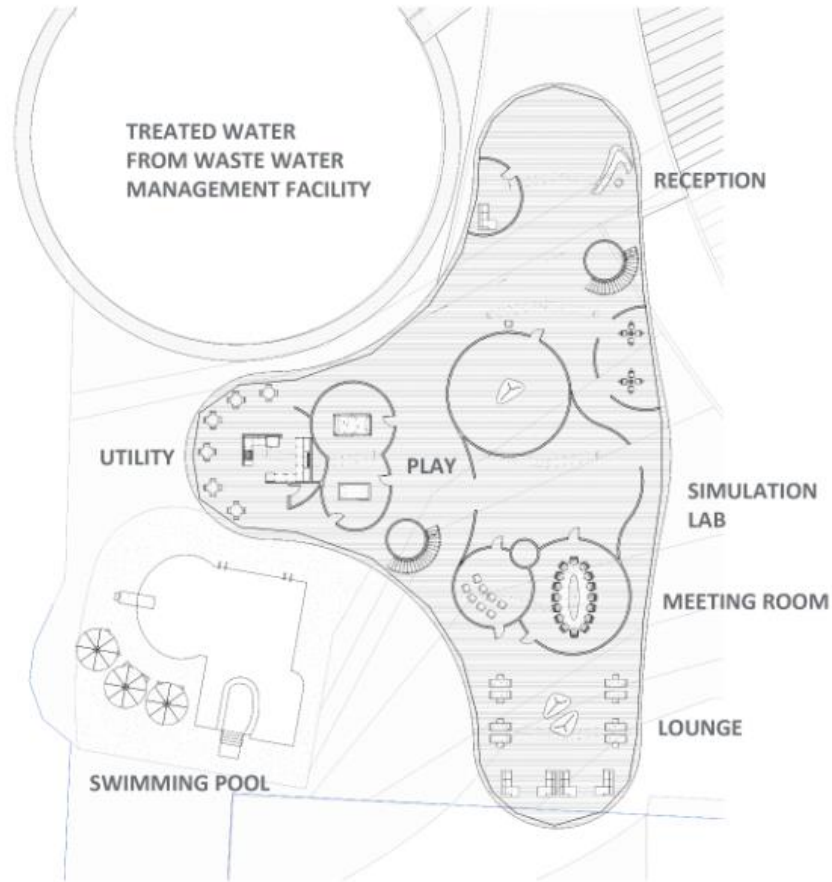 TREATED WATER
FROM WASTE WATER
MANAGEMENT FACILITY
RECEPTION
UTILITY
PLAY
SIMULATION
LAB
MEETING ROOM
LOUNGE
SWIMMING POOL